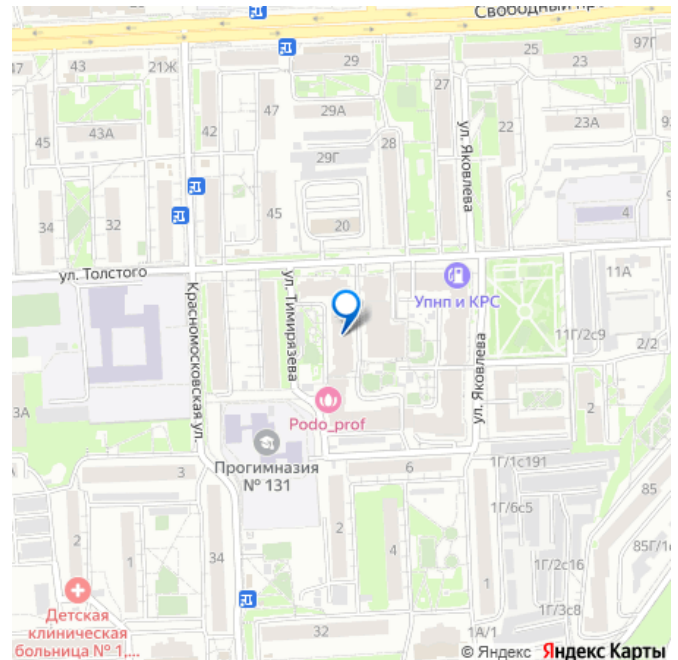 Свободный пр
47
43
21Ж
29
25
23
97Г
47
29А
27
42
22
23А
45
43А
28
ул. Яковлева
29Г
4
34
32
45
20
ул. Толстого
Упнп и КРС
11А
Красномосковская ул.
ул. Тимирязева
11Г/2с9
2/2
ул. Яковлева
3А
Podo_prof
2
Прогимназия
№ 131
3
6
1Г/1с191
85
1Г/6с5
2
1
34
2
4
85Г/1
1Г/2с16
1
Детская
клиническая
больница № 1,...
32
1Г/3с8
1А/1
© Яндекс Яндекс Карты